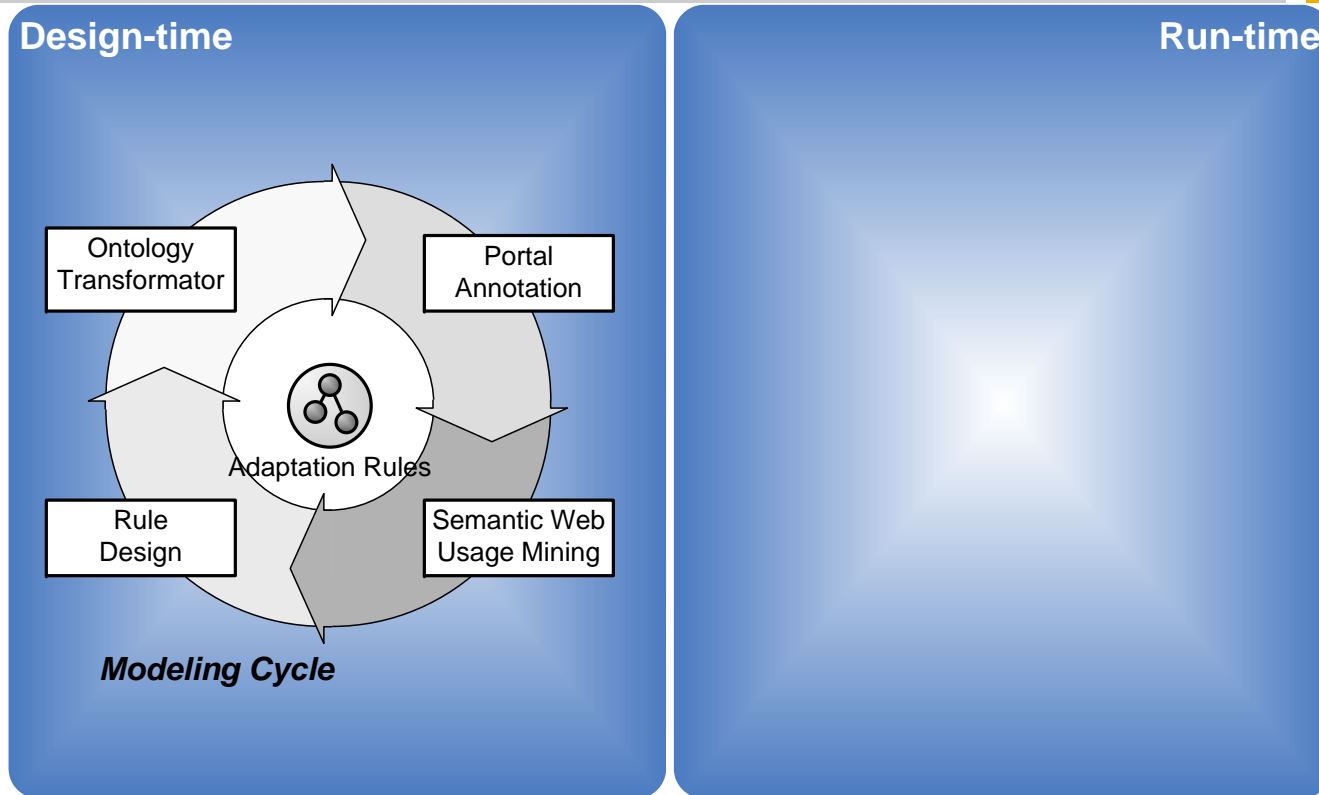 Design-time
Run-time
Ontology
Transformator
Portal
Annotation
Adaptation Rules
Rule
Design
Semantic Web
Usage Mining
Modeling Cycle